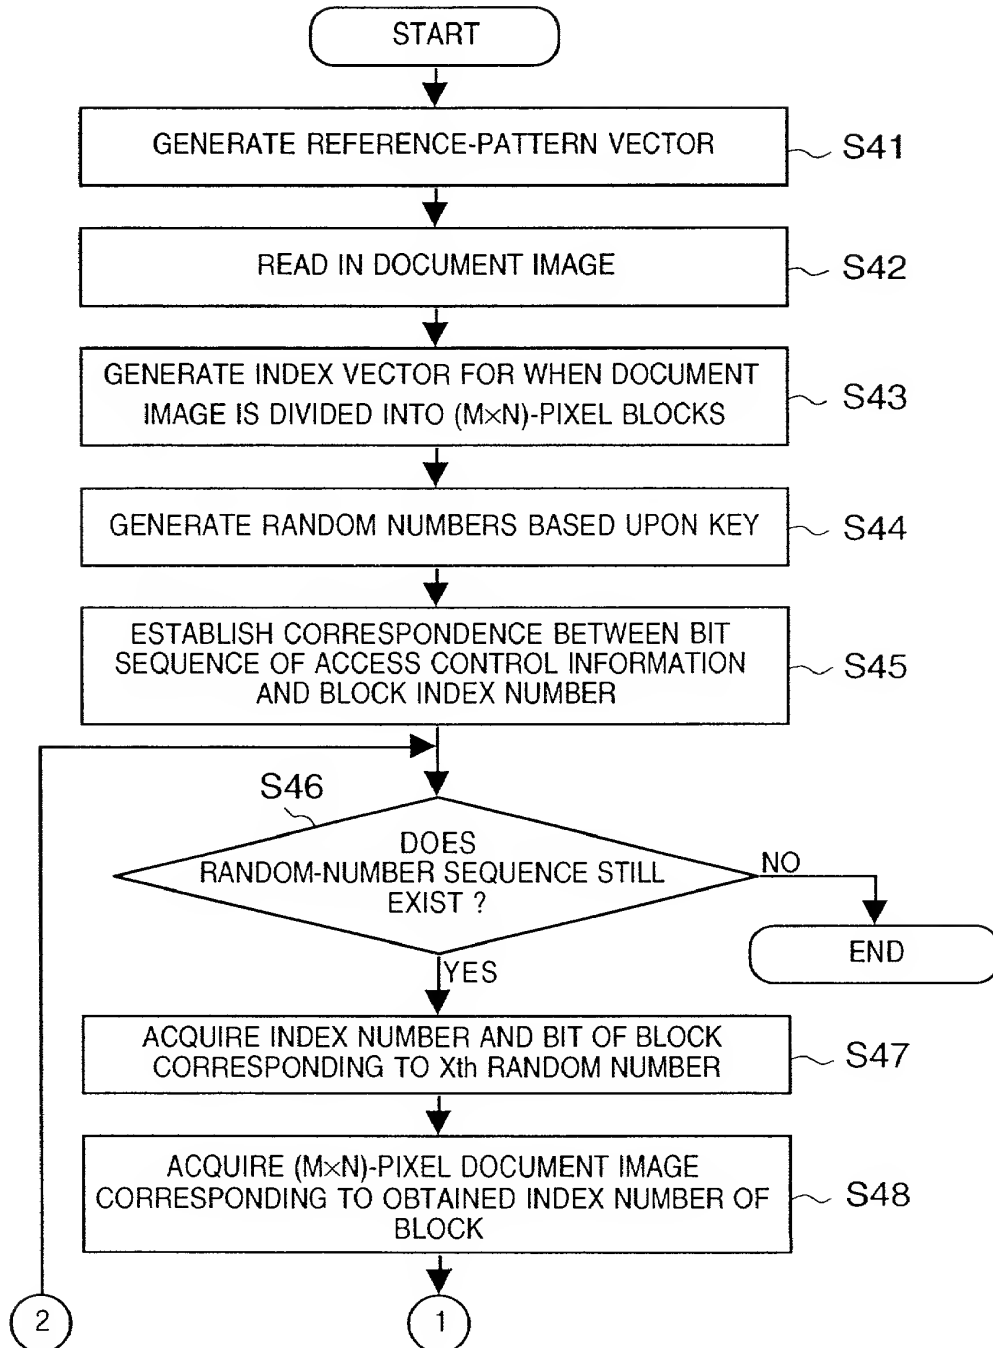 START
GENERATE REFERENCE-PATTERN VECTOR
S41
READ IN DOCUMENT IMAGE
S42
GENERATE INDEX VECTOR FOR WHEN DOCUMENT
IMAGE IS DIVIDED INTO (M×N)-PIXEL BLOCKS
S43
GENERATE RANDOM NUMBERS BASED UPON KEY
S44
ESTABLISH CORRESPONDENCE BETWEEN BIT
SEQUENCE OF ACCESS CONTROL INFORMATION
AND BLOCK INDEX NUMBER
S45
S46
DOES
RANDOM-NUMBER SEQUENCE STILL
EXIST ?
NO
END
YES
ACQUIRE INDEX NUMBER AND BIT OF BLOCK
CORRESPONDING TO Xth RANDOM NUMBER
S47
ACQUIRE (M×N)-PIXEL DOCUMENT IMAGE
CORRESPONDING TO OBTAINED INDEX NUMBER OF
BLOCK
S48
2
1